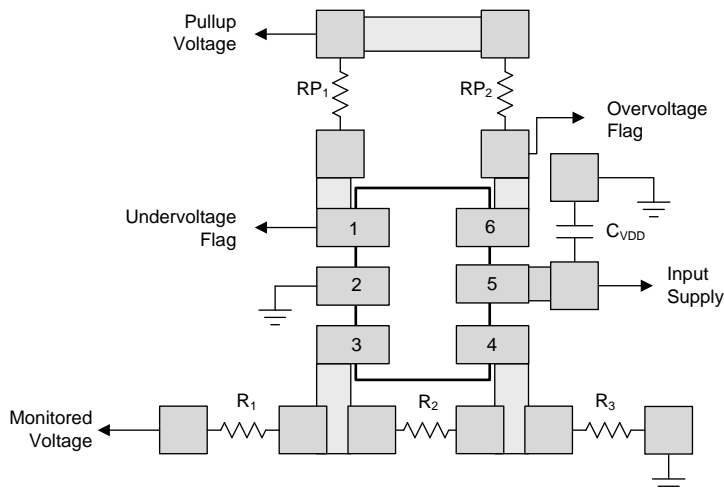 Pullup
Voltage
RP1
RP2
Overvoltage
Flag
Undervoltage
Flag
1
6
CVDD
2
5
Input
Supply
3
4
Monitored
Voltage
R1
R2
R3